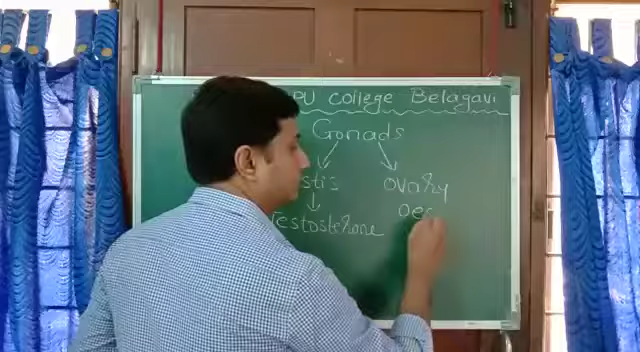 PU College Belagavi
Gonads
stis ovary
oes
Testosterone